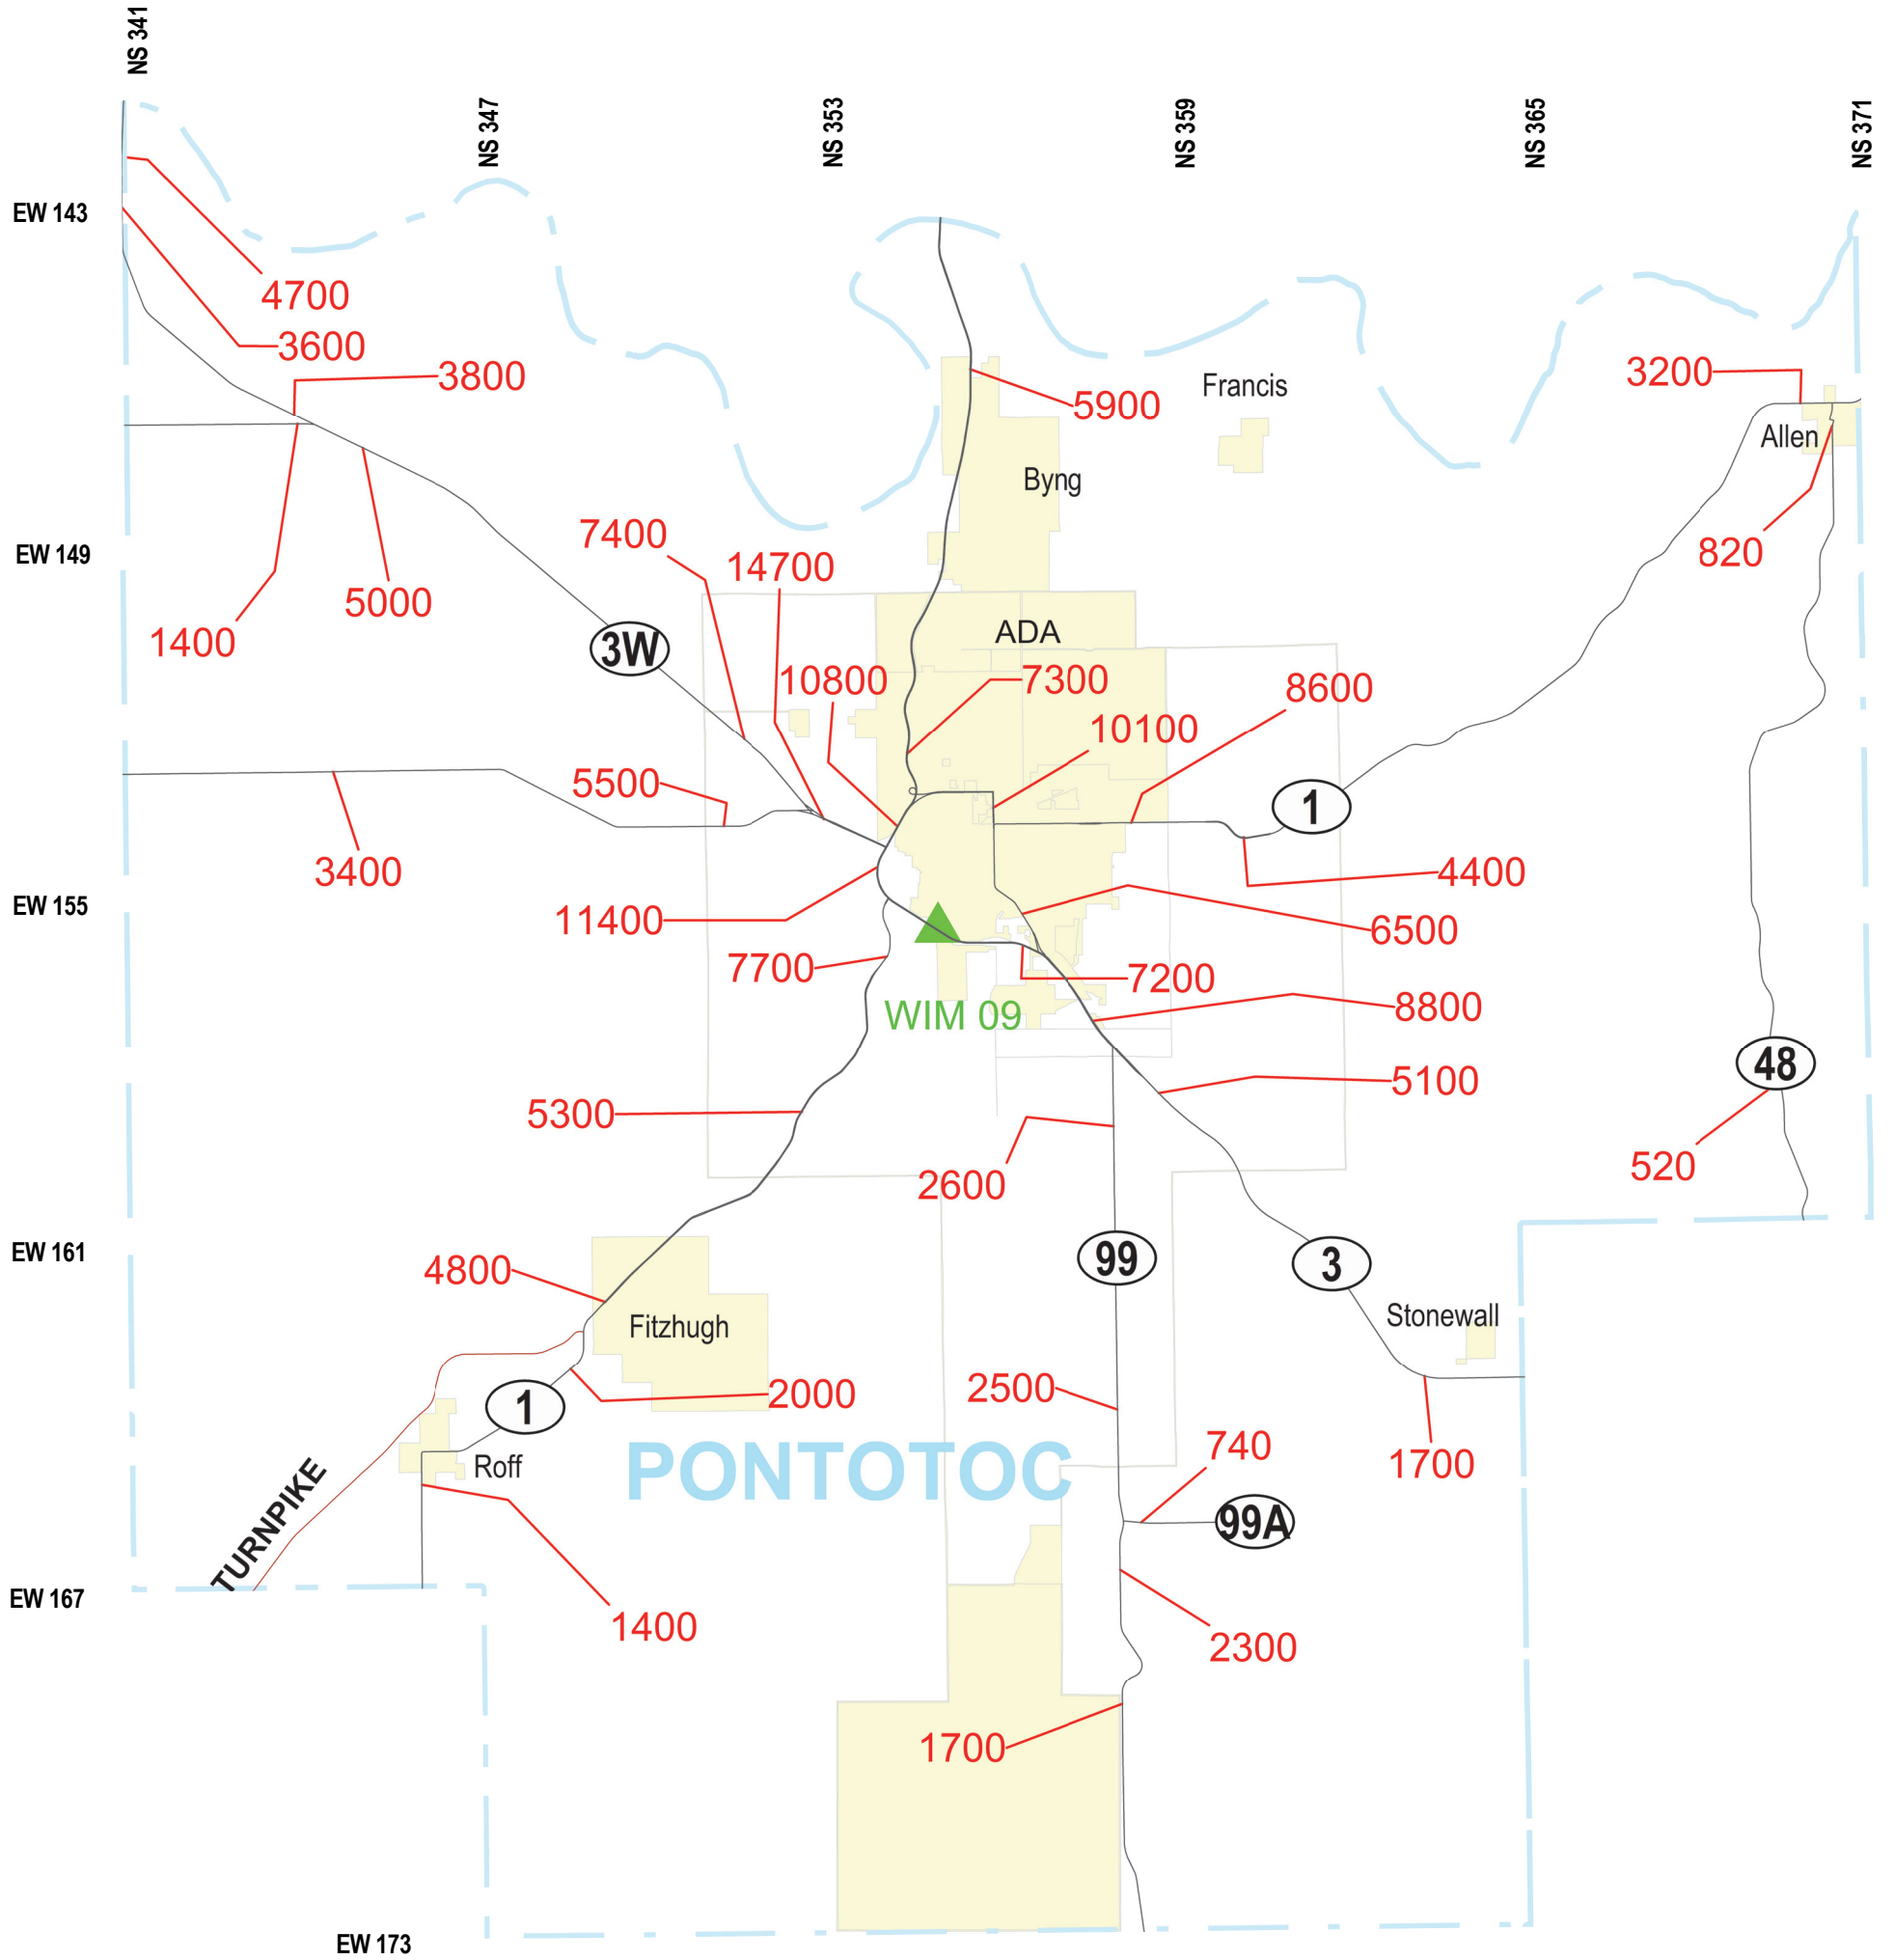 NS 341
NS 347
NS 353
NS 359
NS 365
NS 371
EW 143
4700
3600
3800
3200
5900
Francis
Allen
Byng
7400
14700
EW 149
820
5000
1400
ADA
3W
10800
7300
8600
10100
5500
1
3400
4400
EW 155
11400
6500
7700
7200
WIM 09
8800
48
5100
5300
520
2600
EW 161
99
3
4800
Stonewall
Fitzhugh
2500
2000
1
740
1700
Roff
PONTOTOC
TURNPIKE
99A
EW 167
1400
2300
1700
EW 173